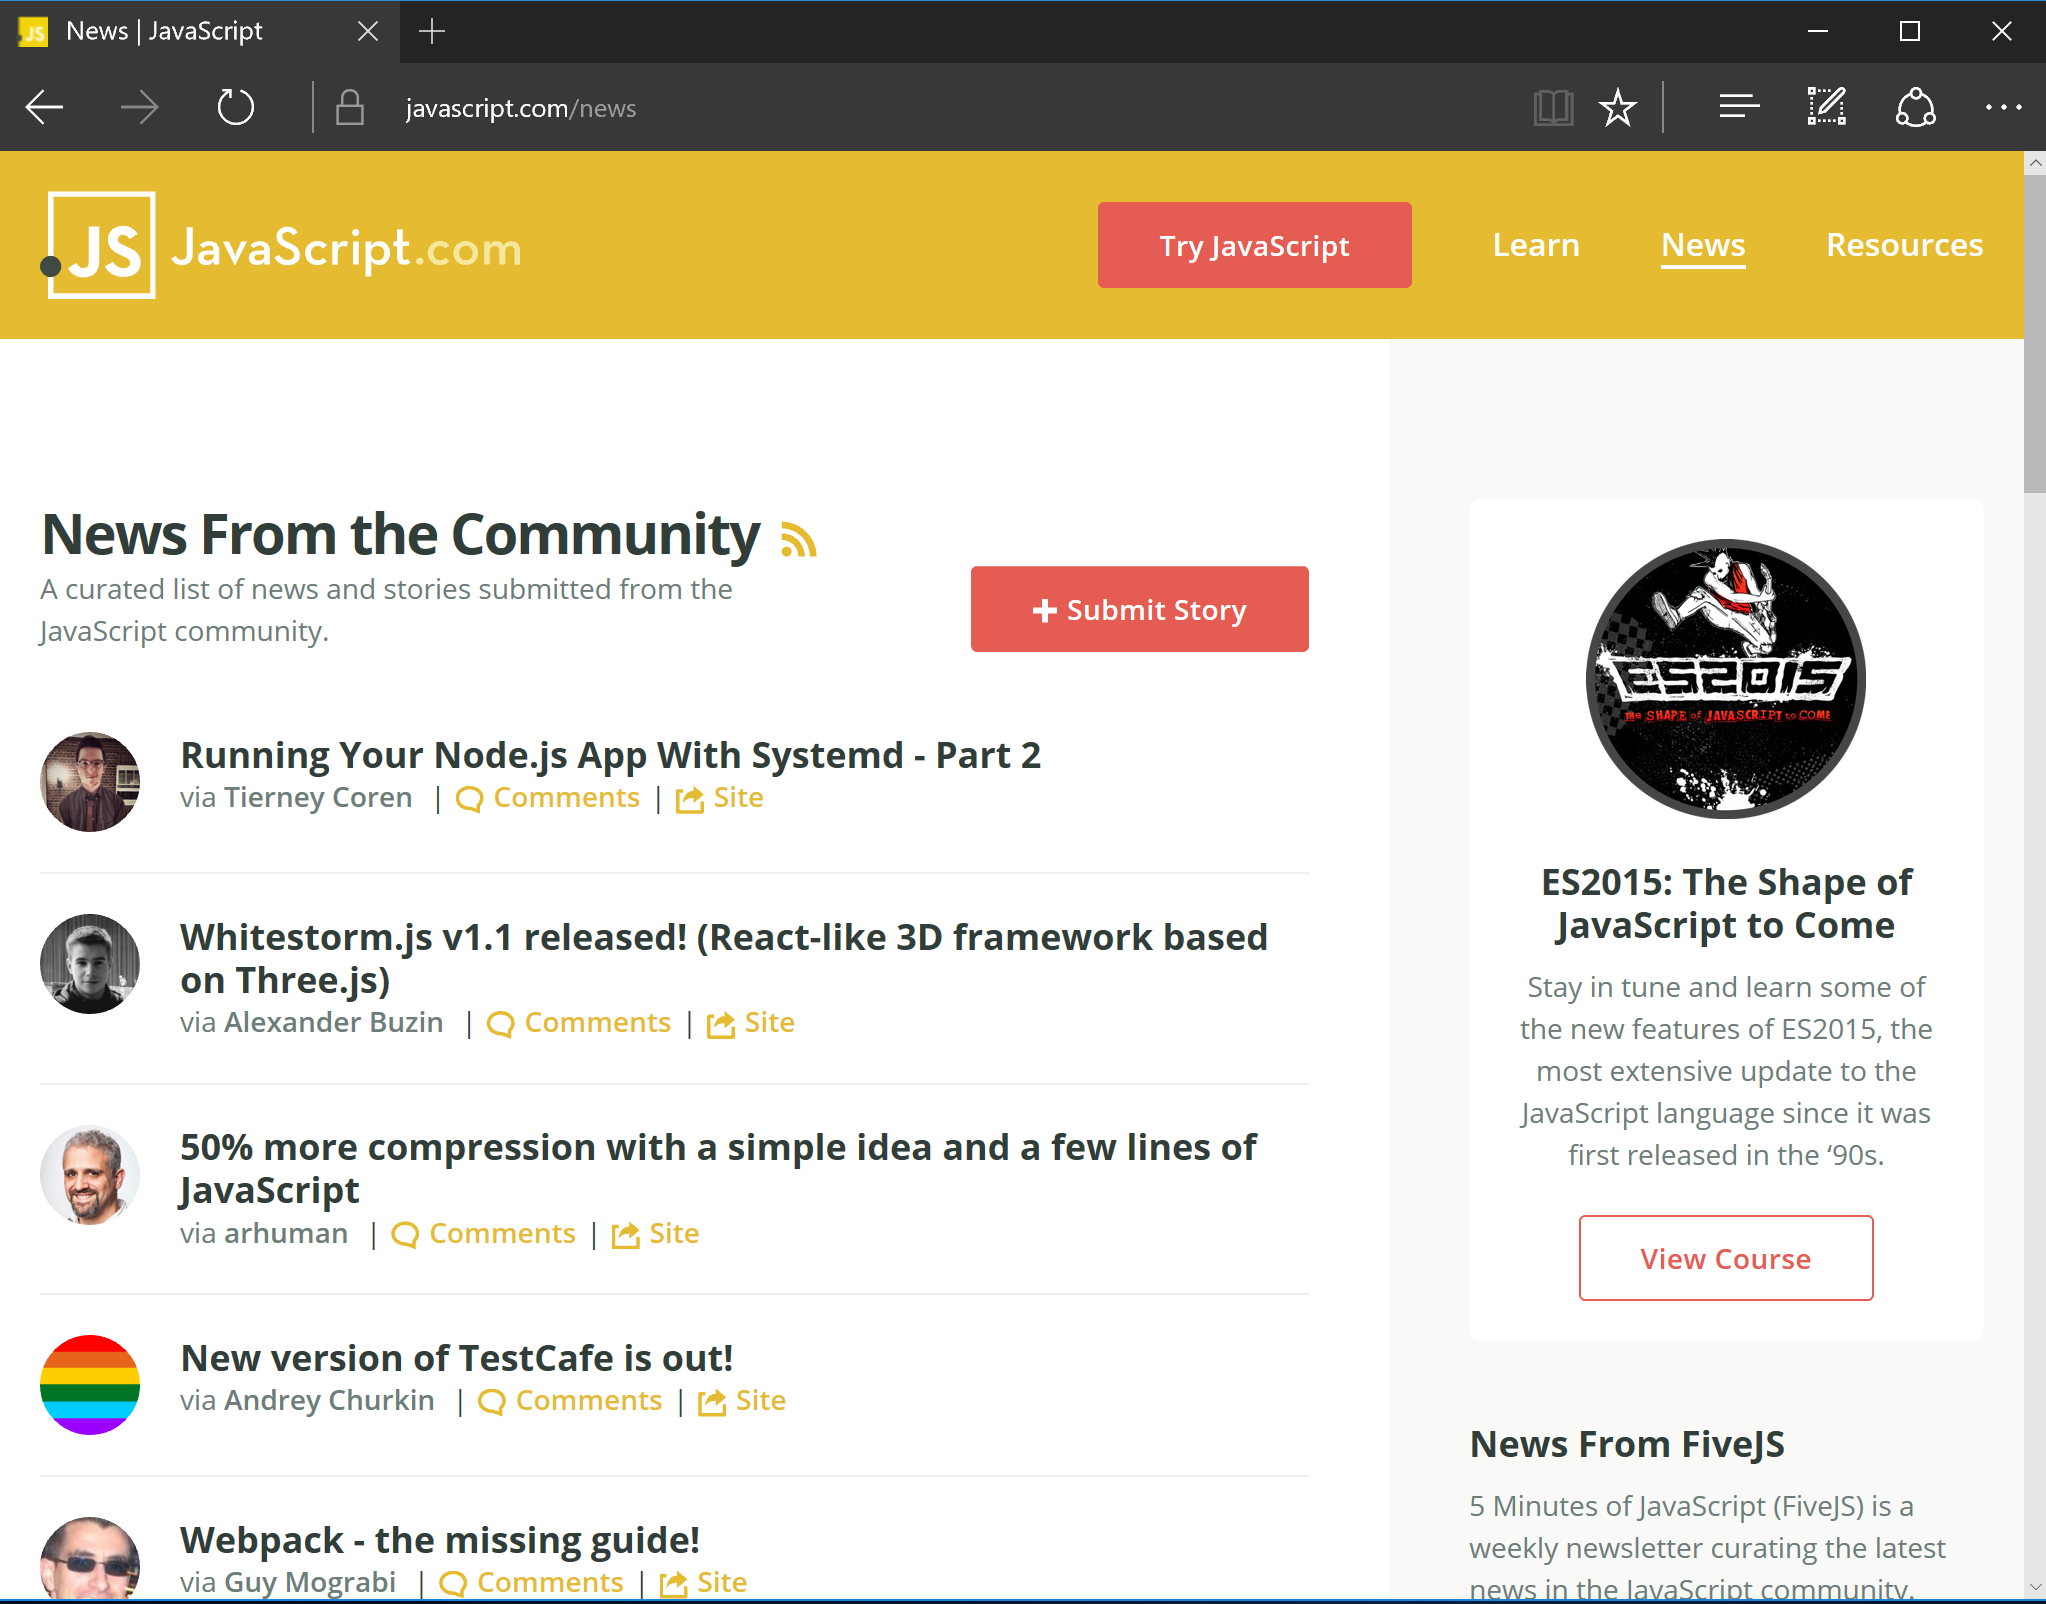 JS News | JavaScript
javascript.com/news
JS JavaScript.com
Try JavaScript
Learn
News
Resources
News From the Community
A curated list of news and stories submitted from the
JavaScript community.
+ Submit Story
Running Your Node.js App With Systemd - Part 2
via Tierney Coren | Comments | Site
Whitestorm.js v1.1 released! (React-like 3D framework based
on Three.js)
via Alexander Buzin | Comments | Site
50% more compression with a simple idea and a few lines of
JavaScript
via arhuman | Comments | Site
New version of TestCafe is out!
via Andrey Churkin | Comments | Site
Webpack - the missing guide!
via Guy Mograbi | Comments | Site
ES2015
The SHAPE of JAVASCRIPT to COME
ES2015: The Shape of
JavaScript to Come
Stay in tune and learn some of
the new features of ES2015, the
most extensive update to the
JavaScript language since it was
first released in the ‘90s.
View Course
News From FiveJS
5 Minutes of JavaScript (FiveJS) is a
weekly newsletter curating the latest
news in the JavaScript community.